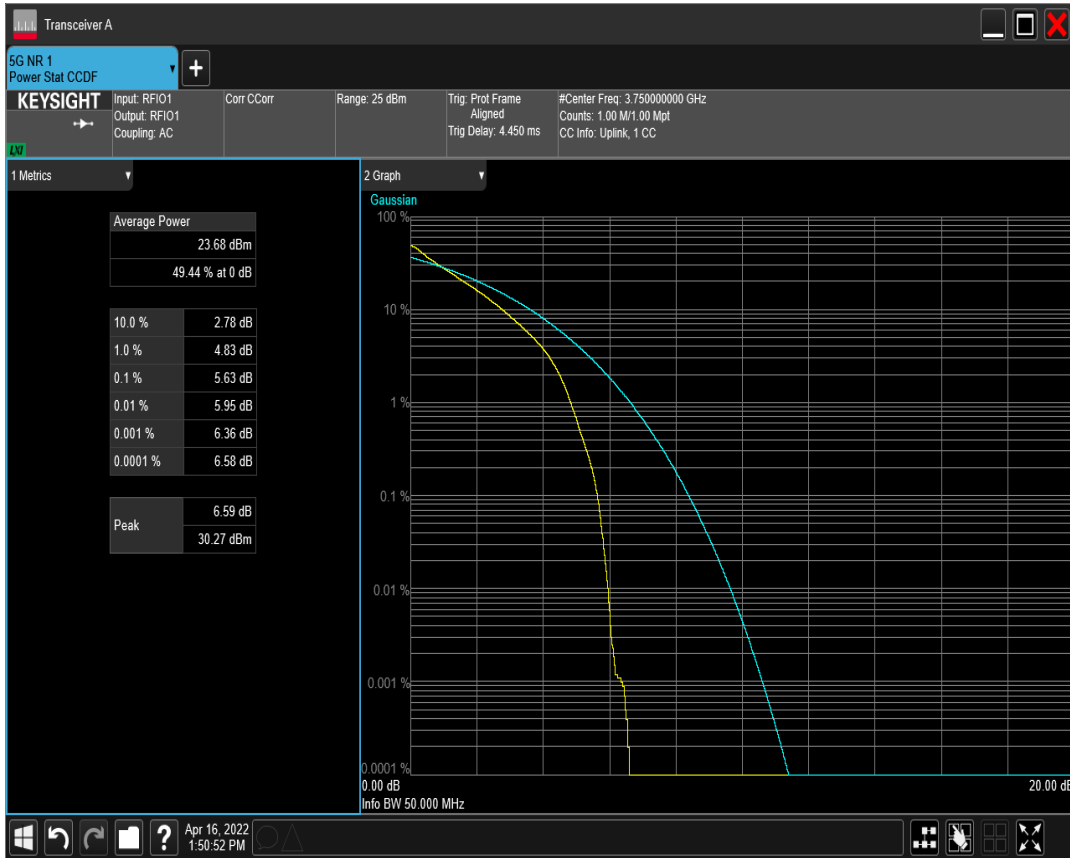 Transceiver A
5G NR 1
Power Stat CCDF
+
KEYSIGHT
LXI
Input: RFIO1
Output: RFIO1
Coupling: AC
Corr CCorr
Range: 25 dBm
Trig: Prot Frame
Aligned
Trig Delay: 4.450 ms
#Center Freq: 3.750000000 GHz
Counts: 1.00 M/1.00 Mpt
CC Info: Uplink, 1 CC
1 Metrics
Average Power
23.68 dBm
49.44 % at 0 dB
10.0 % 2.78 dB
1.0 % 4.83 dB
0.1 % 5.63 dB
0.01 % 5.95 dB
0.001 % 6.36 dB
0.0001 % 6.58 dB
Peak
6.59 dB
30.27 dBm
2 Graph
Gaussian
100 %
10 %
1 %
0.1 %
0.01 %
0.001 %
0.0001 %
0.00 dB 20.00 dB
Info BW 50.000 MHz
?
Apr 16, 2022
1:50:52 PM